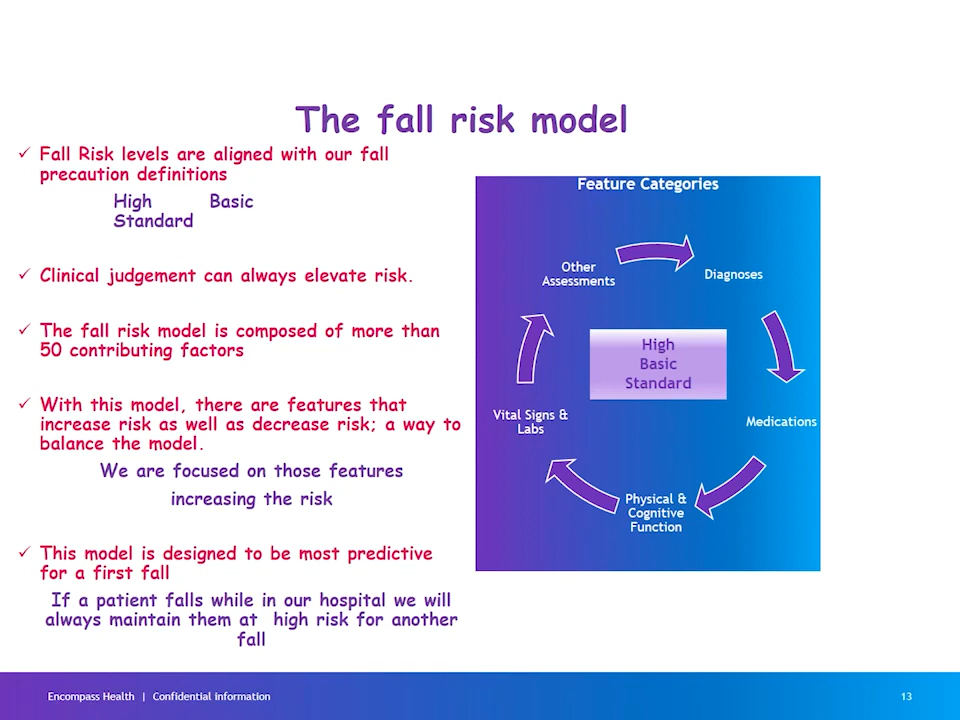 The fall risk model
Fall Risk levels are aligned with our fall
precaution definitions
High Basic
Standard
Clinical judgement can always elevate risk.
The fall risk model is composed of more than
50 contributing factors
With this model, there are features that
increase risk as well as decrease risk; a way to
balance the model.
We are focused on those features
increasing the risk
This model is designed to be most predictive
for a first fall
If a patient falls while in our hospital we will
always maintain them at high risk for another
fall
Feature Categories
Other
Assessments
Diagnoses
High
Basic
Standard
Vital Signs &
Labs
Medications
Physical &
Cognitive
Function
Encompass Health | Confidential information
13